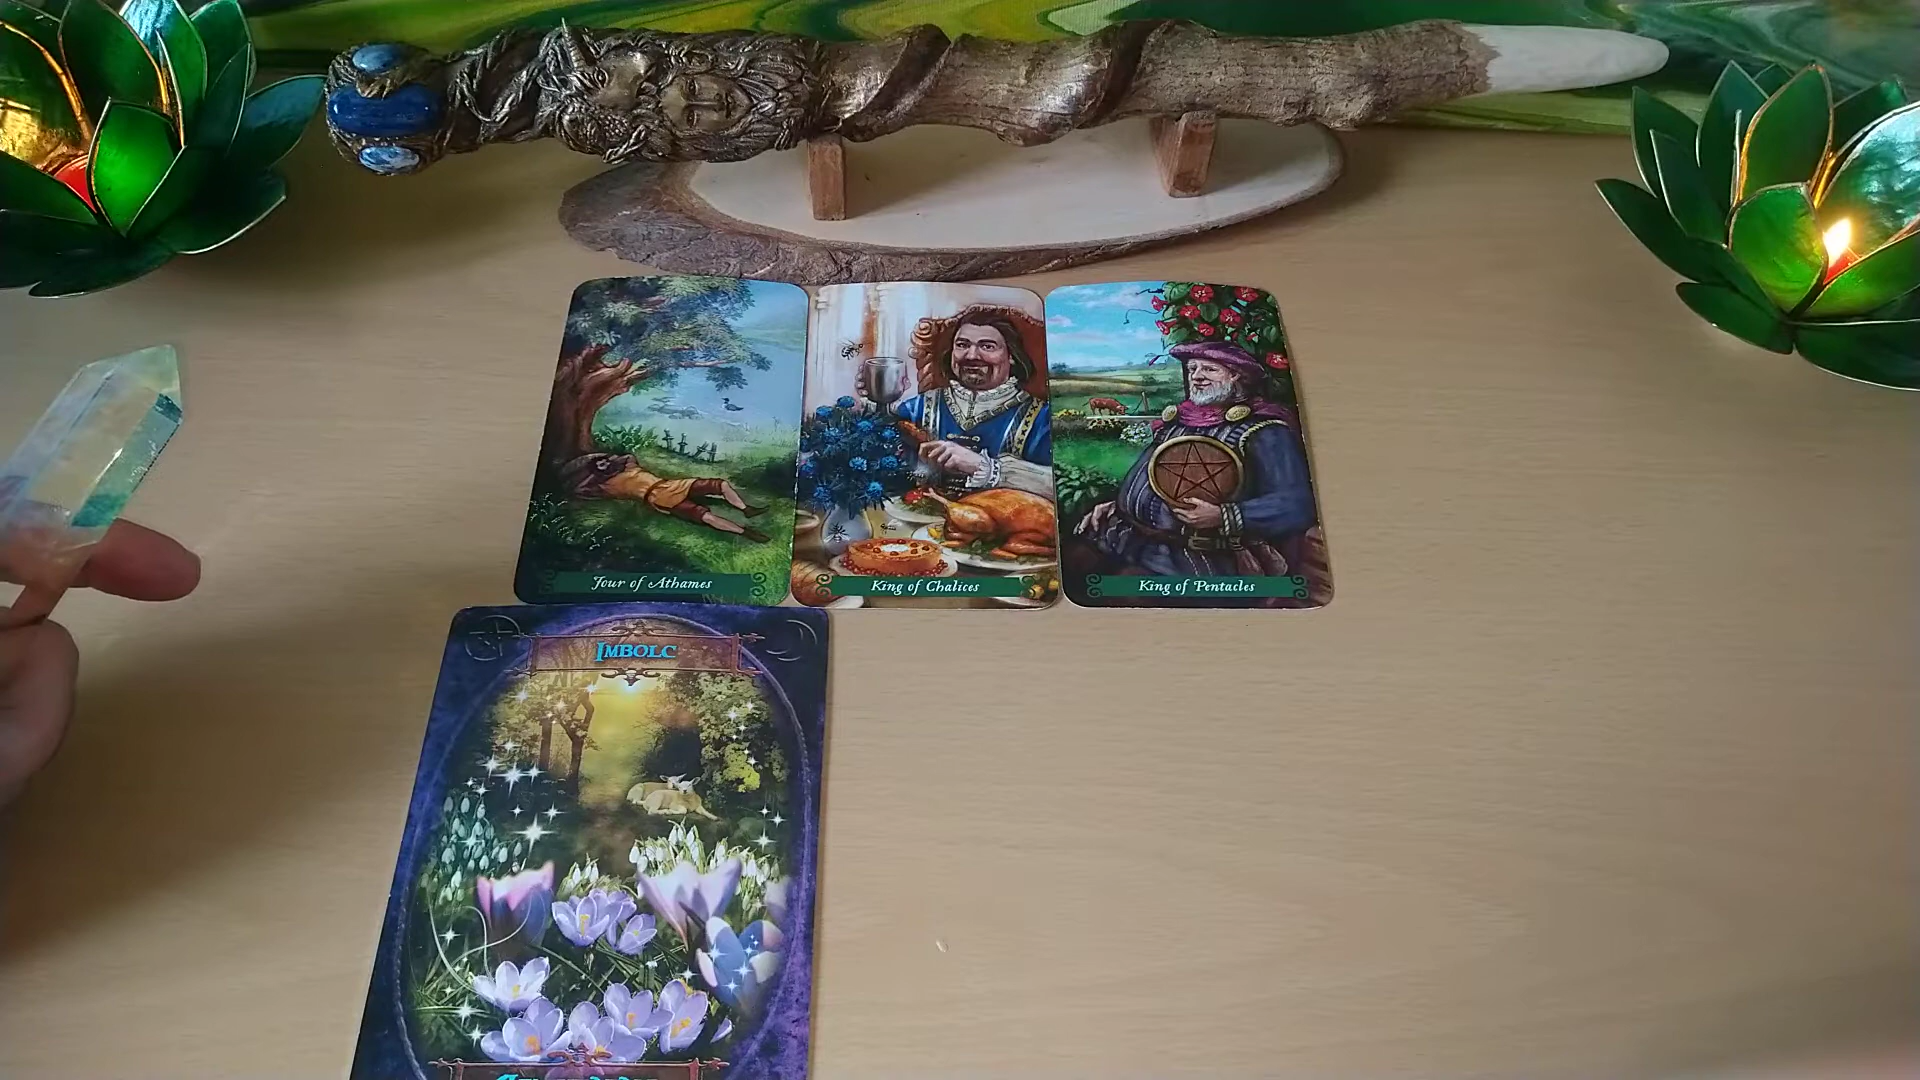 Four of Athames
King of Chalices
King of Pentacles
IMBOLC